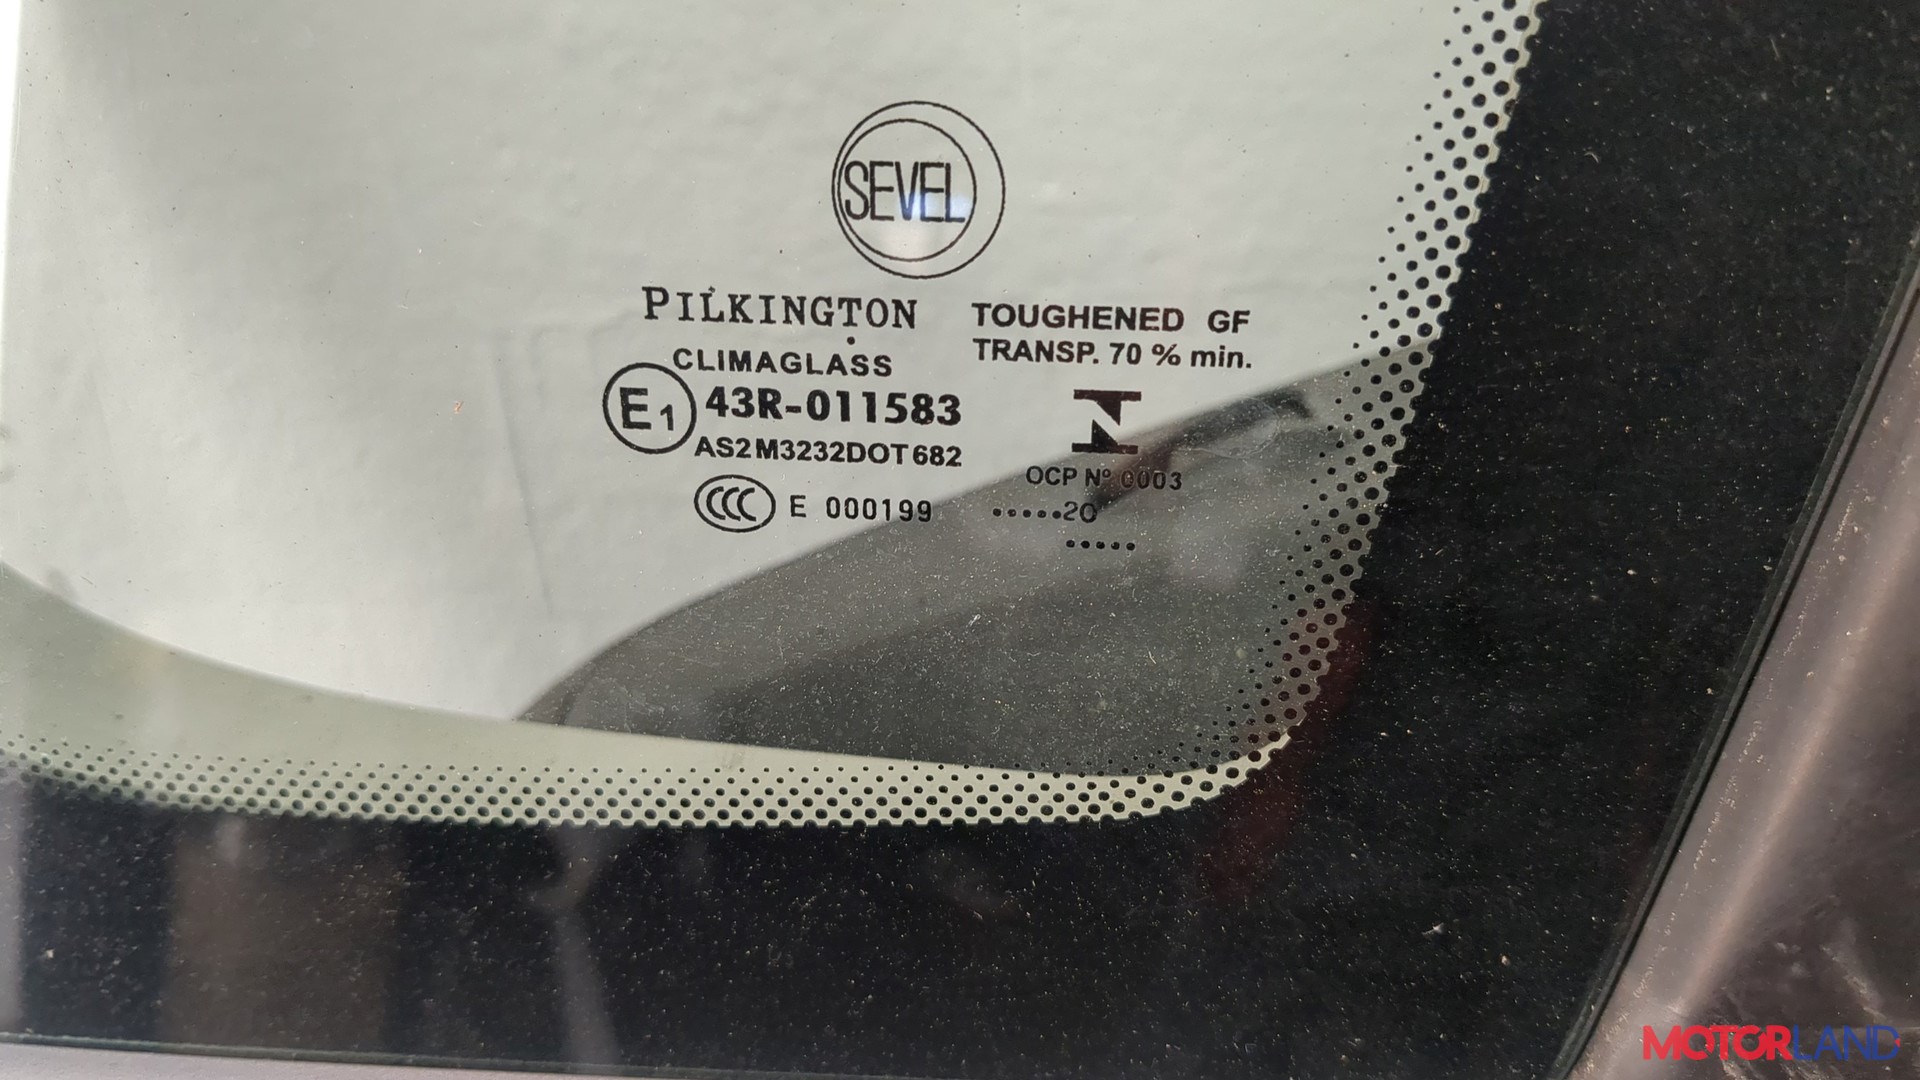 SEVEL
PILKINGTON
CLIMAGLASS
E1 43R-011583
AS2 M3232 DOT 682
CCC E 000199
TOUGHENED GF
TRANSP. 70 % min.
OCP Nº 0003
•••••20
•••••
MOTORLAND